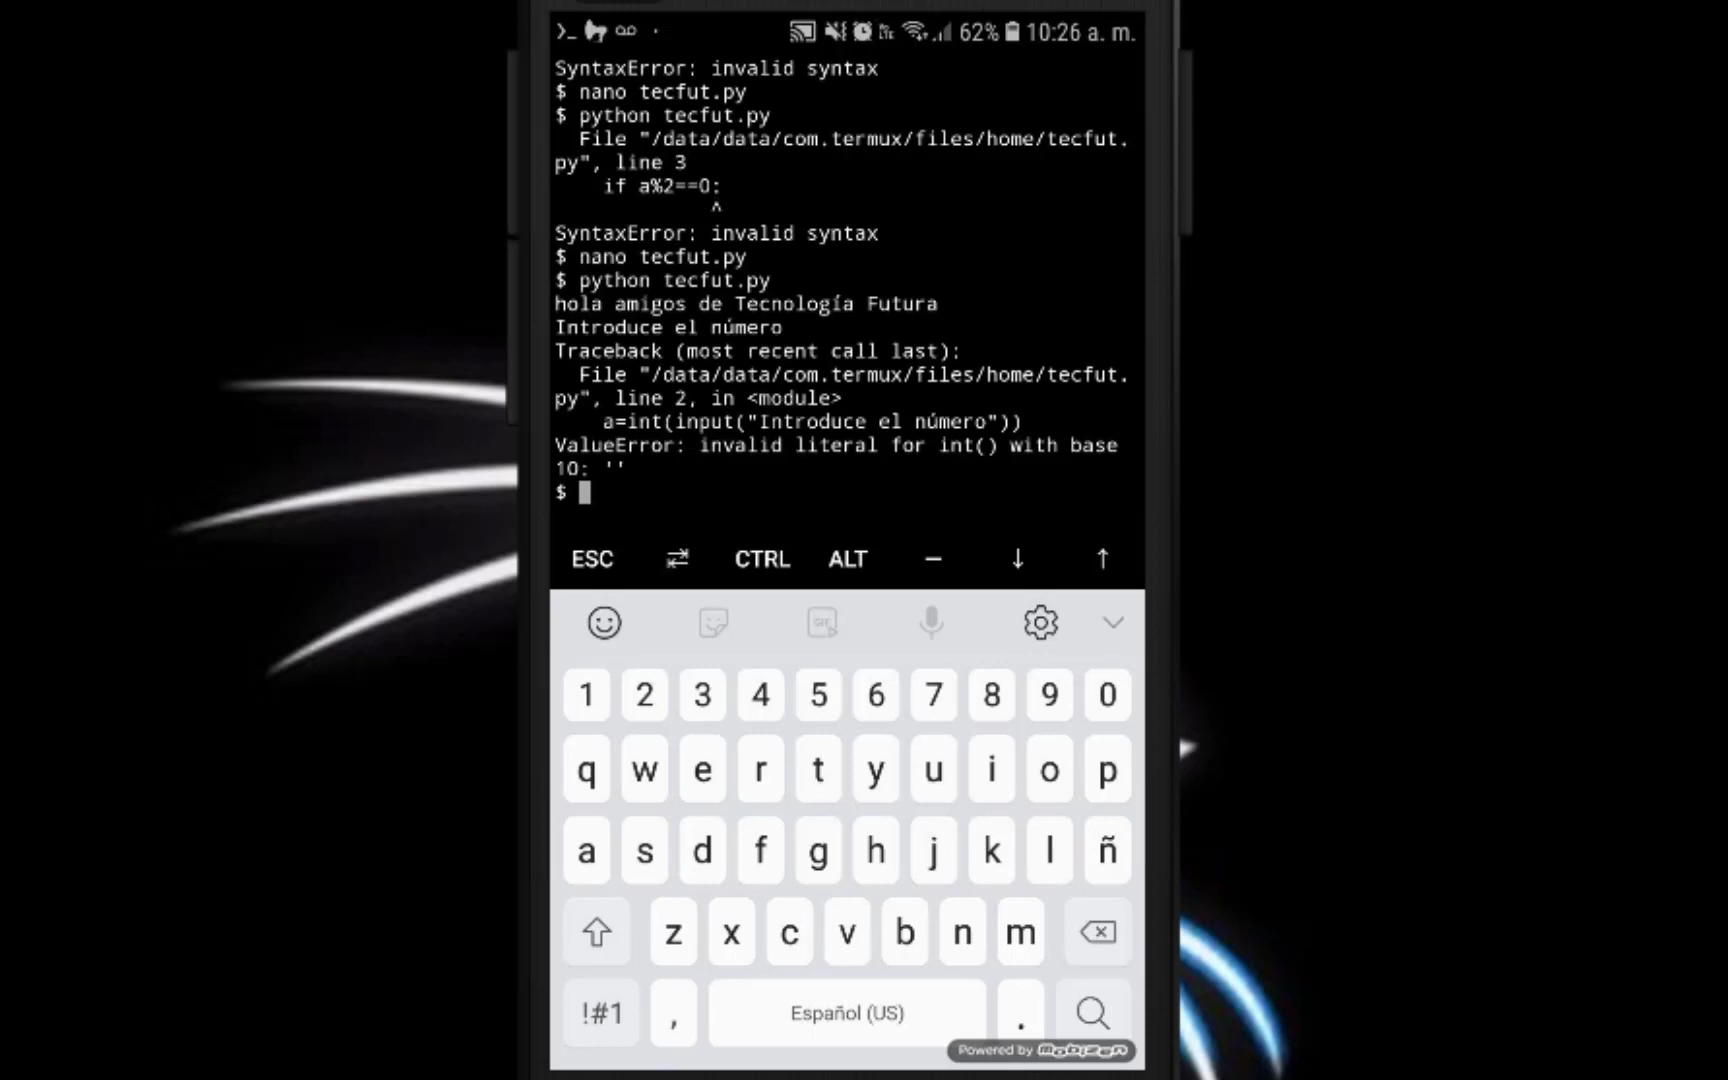 62% 10:26 a. m.
SyntaxError: invalid syntax
$ nano tecfut.py
$ python tecfut.py
File "/data/data/com.termux/files/home/tecfut.
py", line 3
if a%2==0:
^
SyntaxError: invalid syntax
$ nano tecfut.py
$ python tecfut.py
hola amigos de Tecnología Futura
Introduce el número
Traceback (most recent call last):
File "/data/data/com.termux/files/home/tecfut.
py", line 2, in <module>
a=int(input("Introduce el número"))
ValueError: invalid literal for int() with base
10: ''
$
ESC CTRL ALT – ↓ ↑
GIF
1 2 3 4 5 6 7 8 9 0
q w e r t y u i o p
a s d f g h j k l ñ
z x c v b n m
!#1 , Español (US) .
Powered by mobizen